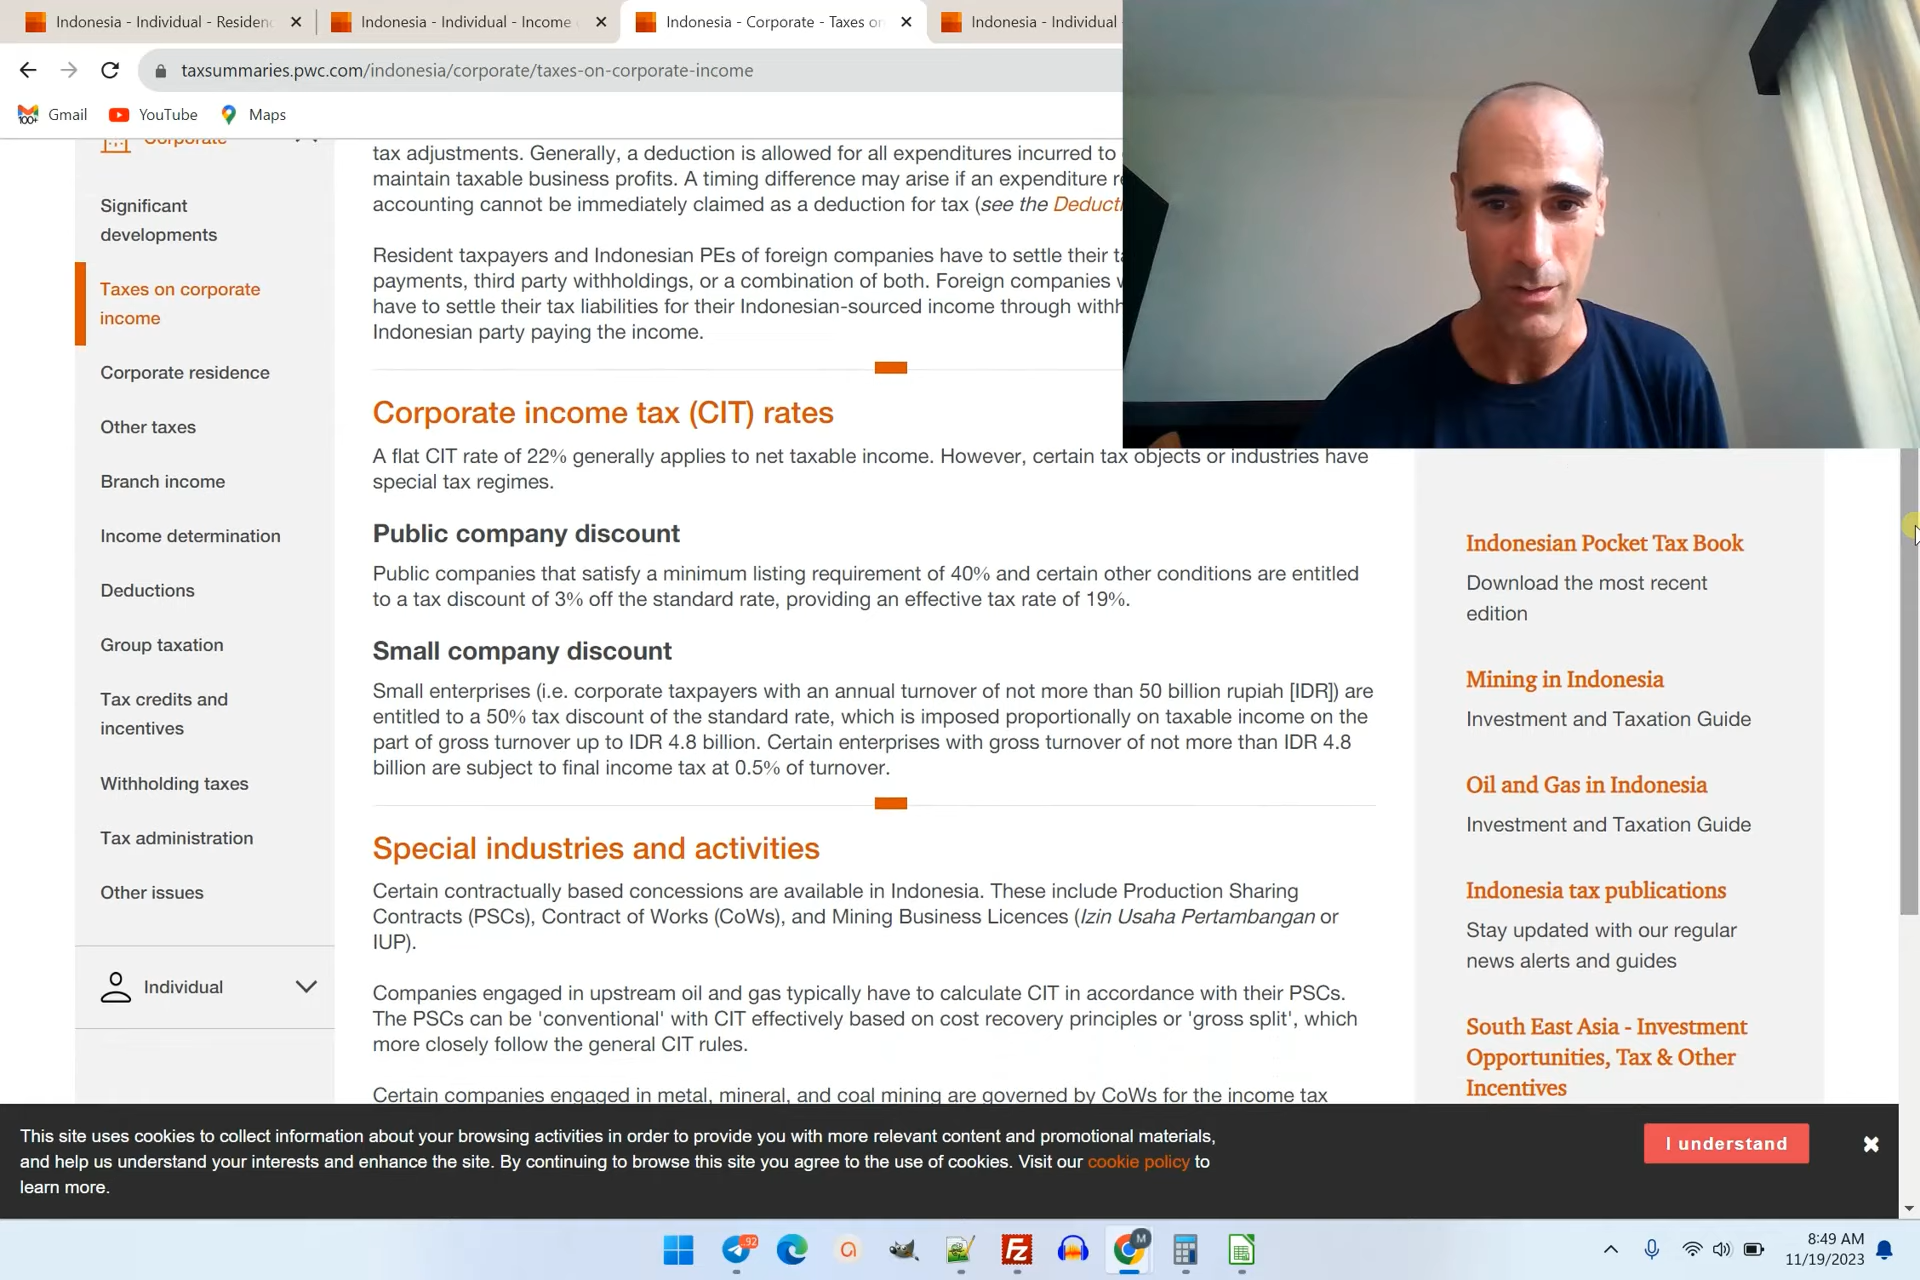 Indonesia - Individual - Residenc
Indonesia - Individual - Income
Indonesia - Corporate - Taxes on
Indonesia - Individual
taxsummaries.pwc.com/indonesia/corporate/taxes-on-corporate-income
100+
Gmail
YouTube
Maps
Corporate
Significant
developments
Taxes on corporate
income
Corporate residence
Other taxes
Branch income
Income determination
Deductions
Group taxation
Tax credits and
incentives
Withholding taxes
Tax administration
Other issues
Individual
tax adjustments. Generally, a deduction is allowed for all expenditures incurred to
maintain taxable business profits. A timing difference may arise if an expenditure
accounting cannot be immediately claimed as a deduction for tax (see the Deducti
Resident taxpayers and Indonesian PEs of foreign companies have to settle their
payments, third party withholdings, or a combination of both. Foreign companies
have to settle their tax liabilities for their Indonesian-sourced income through
Indonesian party paying the income.
Corporate income tax (CIT) rates
A flat CIT rate of 22% generally applies to net taxable income. However, certain tax objects or industries have
special tax regimes.
Public company discount
Public companies that satisfy a minimum listing requirement of 40% and certain other conditions are entitled
to a tax discount of 3% off the standard rate, providing an effective tax rate of 19%.
Small company discount
Small enterprises (i.e. corporate taxpayers with an annual turnover of not more than 50 billion rupiah [IDR]) are
entitled to a 50% tax discount of the standard rate, which is imposed proportionally on taxable income on the
part of gross turnover up to IDR 4.8 billion. Certain enterprises with gross turnover of not more than IDR 4.8
billion are subject to final income tax at 0.5% of turnover.
Special industries and activities
Certain contractually based concessions are available in Indonesia. These include Production Sharing
Contracts (PSCs), Contract of Works (CoWs), and Mining Business Licences (Izin Usaha Pertambangan or
IUP).
Companies engaged in upstream oil and gas typically have to calculate CIT in accordance with their PSCs.
The PSCs can be 'conventional' with CIT effectively based on cost recovery principles or 'gross split', which
more closely follow the general CIT rules.
Certain companies engaged in metal, mineral, and coal mining are governed by CoWs for the income tax
Indonesian Pocket Tax Book
Download the most recent
edition
Mining in Indonesia
Investment and Taxation Guide
Oil and Gas in Indonesia
Investment and Taxation Guide
Indonesia tax publications
Stay updated with our regular
news alerts and guides
South East Asia - Investment
Opportunities, Tax & Other
Incentives
This site uses cookies to collect information about your browsing activities in order to provide you with more relevant content and promotional materials,
and help us understand your interests and enhance the site. By continuing to browse this site you agree to the use of cookies. Visit our cookie policy to
learn more.
I understand
92
M
8:49 AM
11/19/2023